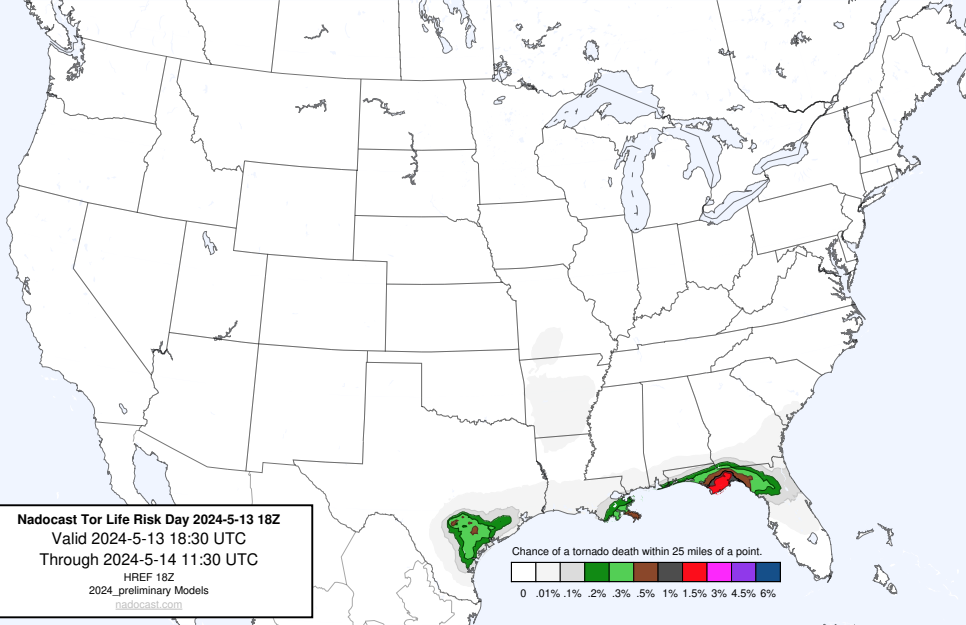 Nadocast Tor Life Risk Day 2024-5-13 18Z
Valid 2024-5-13 18:30 UTC
Through 2024-5-14 11:30 UTC
HREF 18Z
2024_preliminary Models
nadocast.com
Chance of a tornado death within 25 miles of a point.
0 .01% .1% .2% .3% .5% 1% 1.5% 3% 4.5% 6%